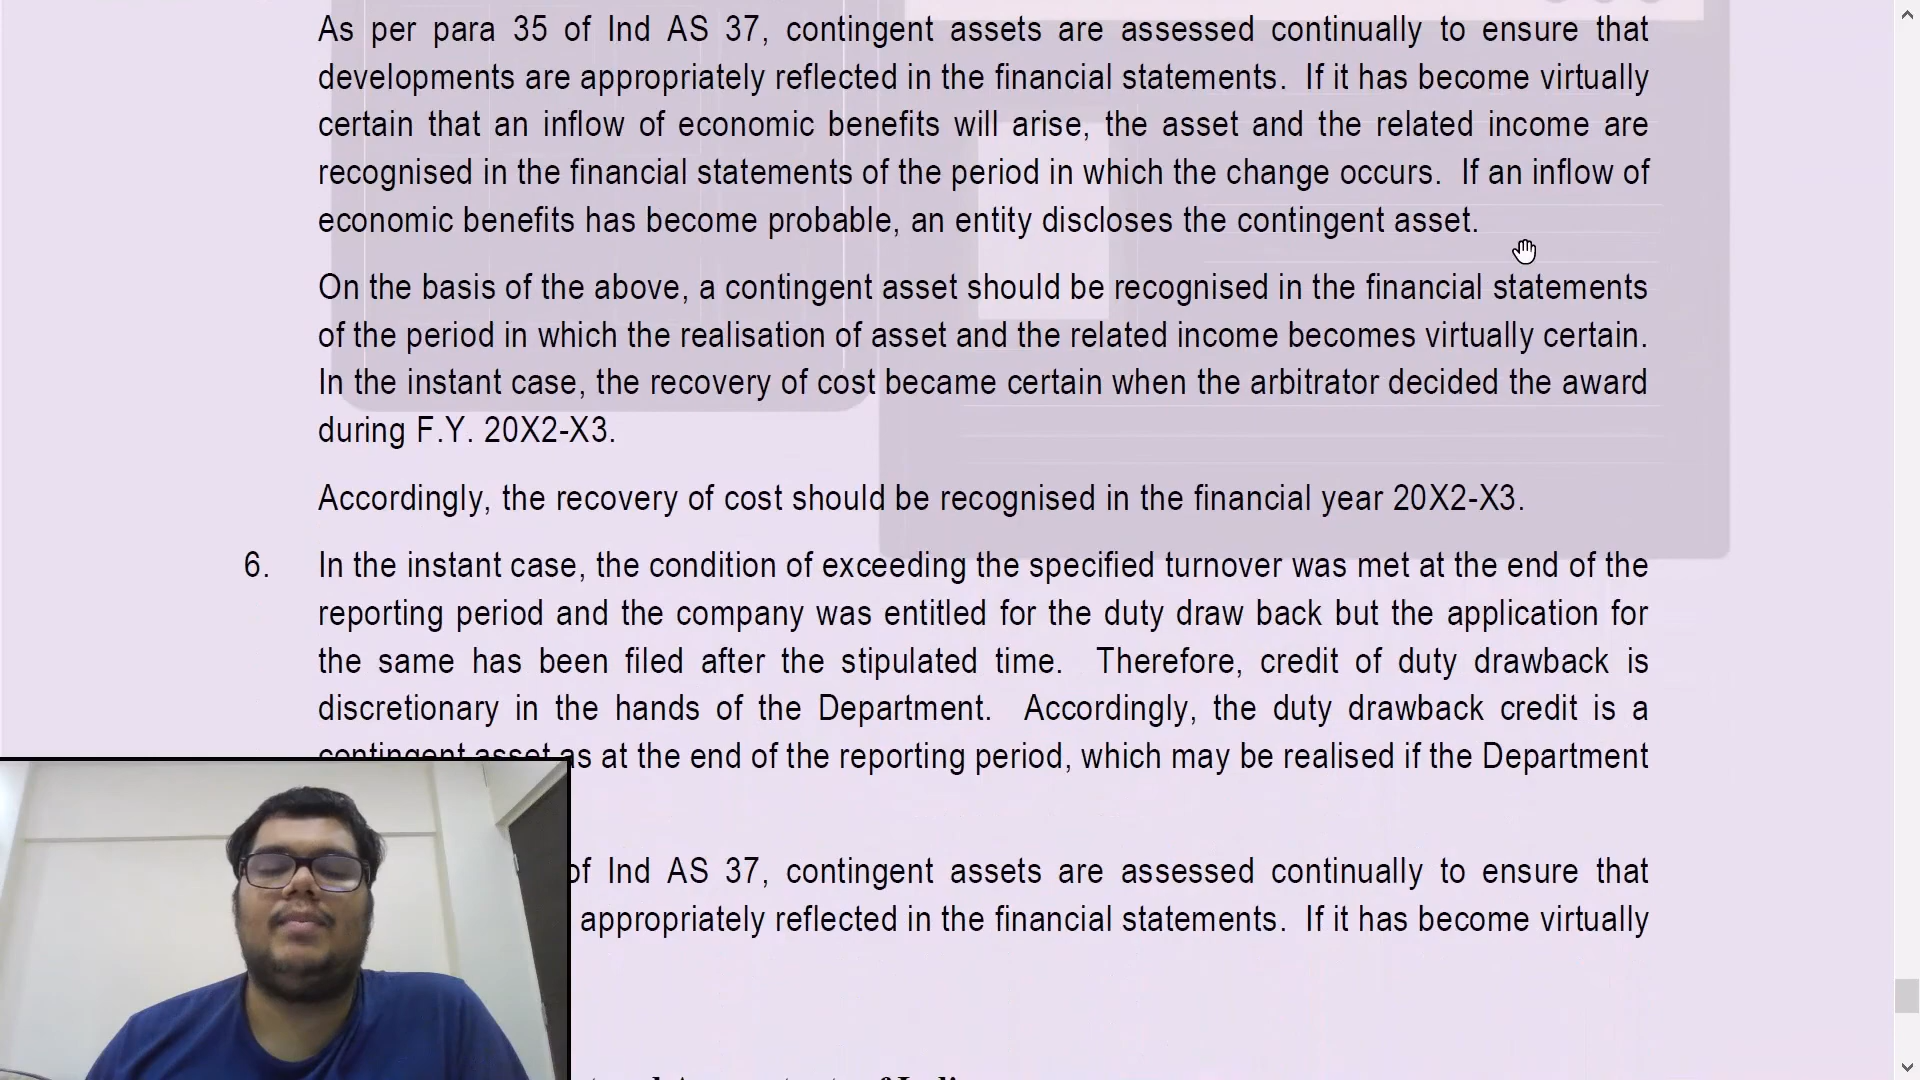 As per para 35 of Ind AS 37, contingent assets are assessed continually to ensure that
developments are appropriately reflected in the financial statements. If it has become virtually
certain that an inflow of economic benefits will arise, the asset and the related income are
recognised in the financial statements of the period in which the change occurs. If an inflow of
economic benefits has become probable, an entity discloses the contingent asset.
On the basis of the above, a contingent asset should be recognised in the financial statements
of the period in which the realisation of asset and the related income becomes virtually certain.
In the instant case, the recovery of cost became certain when the arbitrator decided the award
during F.Y. 20X2-X3.
Accordingly, the recovery of cost should be recognised in the financial year 20X2-X3.
6. In the instant case, the condition of exceeding the specified turnover was met at the end of the
reporting period and the company was entitled for the duty draw back but the application for
the same has been filed after the stipulated time. Therefore, credit of duty drawback is
discretionary in the hands of the Department. Accordingly, the duty drawback credit is a
contingent asset as at the end of the reporting period, which may be realised if the Department
of Ind AS 37, contingent assets are assessed continually to ensure that
appropriately reflected in the financial statements. If it has become virtually